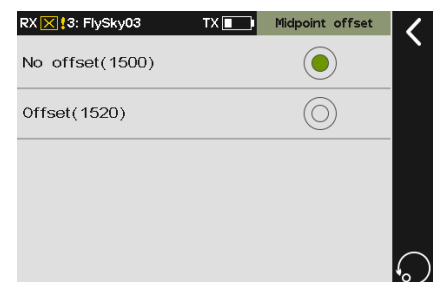 RX !3: FlySky03 TX Midpoint offset
No offset(1500)
Offset(1520)